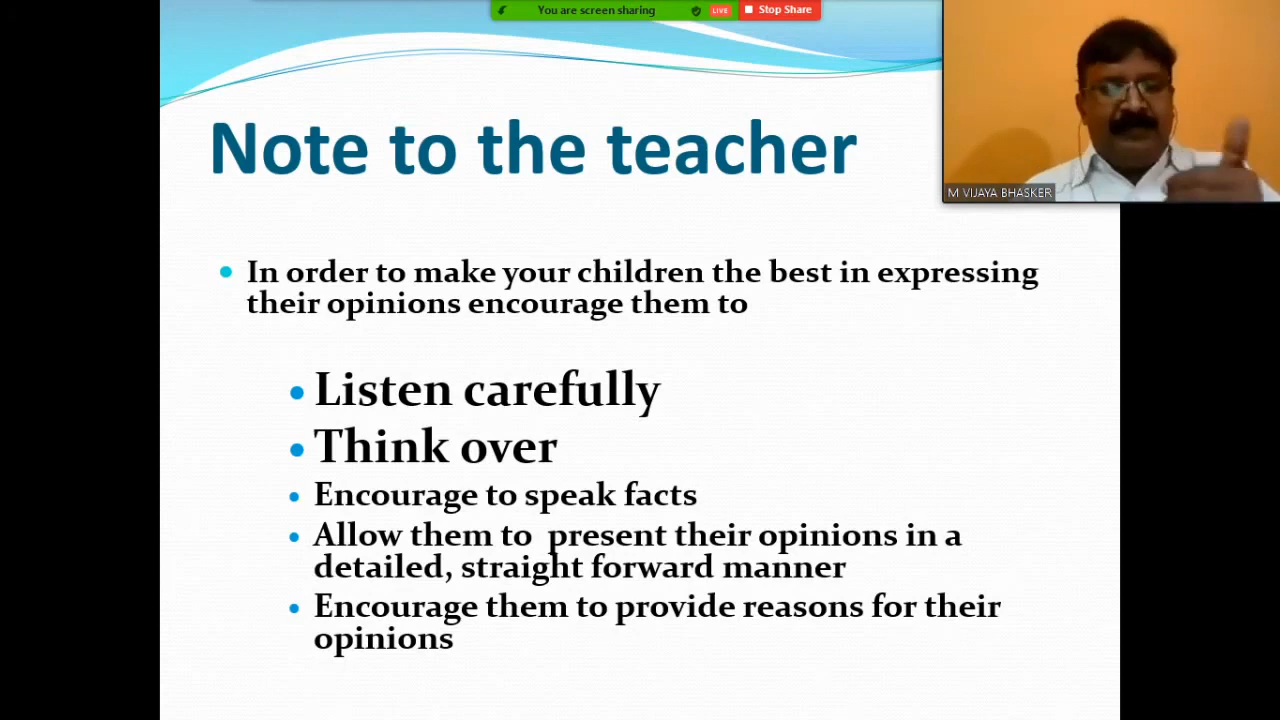 You are screen sharing LIVE Stop Share
M VIJAYA BHASKER
Note to the teacher
• In order to make your children the best in expressing
their opinions encourage them to
• Listen carefully
• Think over
• Encourage to speak facts
• Allow them to present their opinions in a
detailed, straight forward manner
• Encourage them to provide reasons for their
opinions